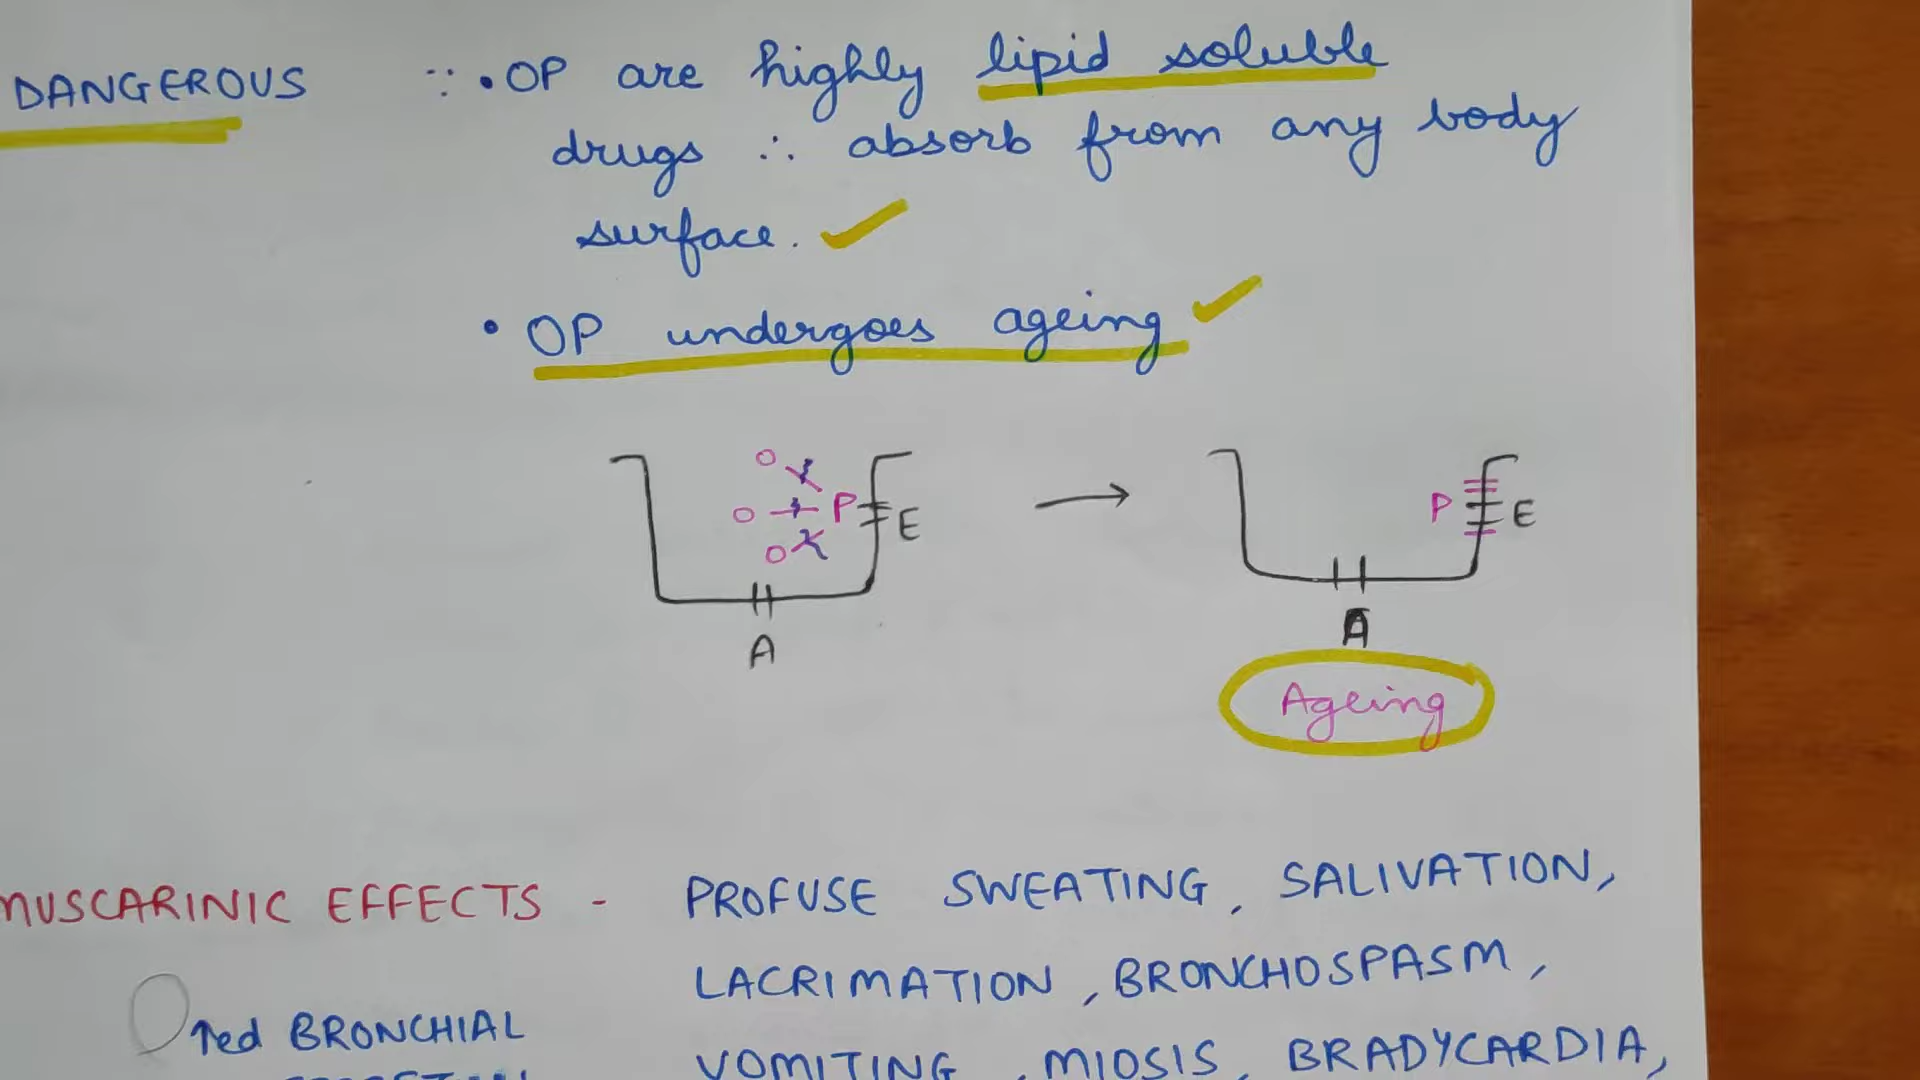 DANGEROUS ∵ • OP are highly lipid soluble
drugs ∴ absorb from any body
surface.
• OP undergoes ageing
O
O P E
O
A
P E
A
Ageing
MUSCARINIC EFFECTS - PROFUSE SWEATING, SALIVATION,
LACRIMATION, BRONCHOSPASM,
↑ed BRONCHIAL
VOMITING, MIOSIS, BRADYCARDIA,